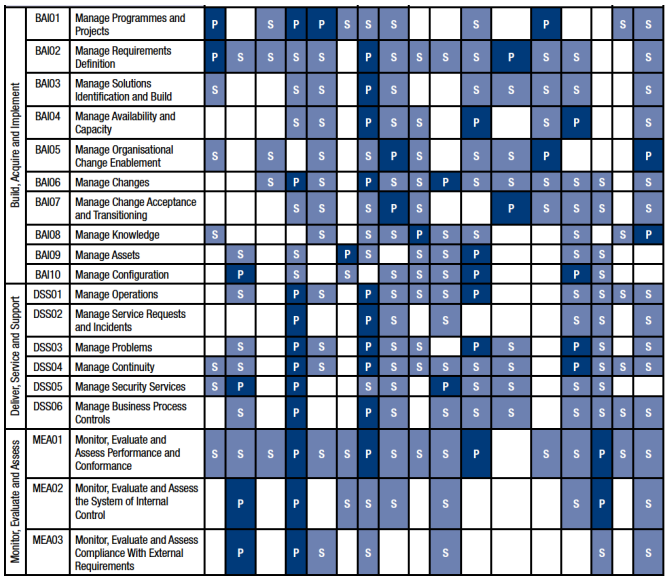 Build, Acquire and Implement
BAI01 Manage Programmes and P S P P S S S S P S S
Projects
BAI02 Manage Requirements P S S S S P S S S S P S S S
Definition
BAI03 Manage Solutions S S S P S S S S S S
Identification and Build
BAI04 Manage Availability and S S P S S P S P S
Capacity
BAI05 Manage Organisational S S S S P S S S P P
Change Enablement
BAI06 Manage Changes S P S P S S P S S S S S S
BAI07 Manage Change Acceptance S S S P S P S S S
and Transitioning
BAI08 Manage Knowledge S S S S P S S S S P
BAI09 Manage Assets S S P S S S P S S
BAI10 Manage Configuration P S S S S S P P S
Deliver, Service and Support
DSS01 Manage Operations S P S P S S S P S S S S
DSS02 Manage Service Requests P P S S S S S
and Incidents
DSS03 Manage Problems S P S P S S P S P S S
DSS04 Manage Continuity S S P S P S S S S S P S S S
DSS05 Manage Security Services S P P S S P S S S S
DSS06 Manage Business Process S P P S S S S S S S S
Controls
Monitor, Evaluate and Assess
MEA01 Monitor, Evaluate and
Assess Performance and S S S P S S P S S S P S S P S S
Conformance
MEA02 Monitor, Evaluate and Assess
the System of Internal P P S S S S S P S
Control
MEA03 Monitor, Evaluate and Assess
Compliance With External P P S S S S S
Requirements